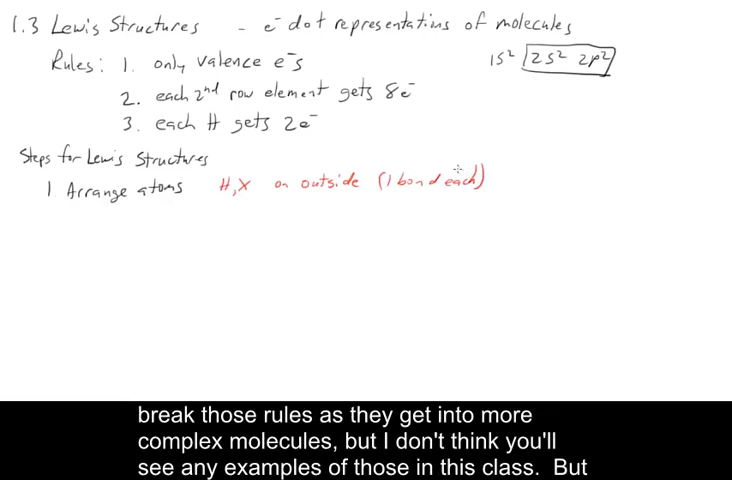 1.3 Lewis Structures - e⁻ dot representations of molecules
Rules: 1. only valence e⁻s 1s² 2s² 2p²
2. each 2nd row element gets 8e⁻
3. each H gets 2e⁻
Steps for Lewis Structures
1 Arrange atoms H,X on outside (1 bond each)
break those rules as they get into more
complex molecules, but I don't think you'll
see any examples of those in this class. But